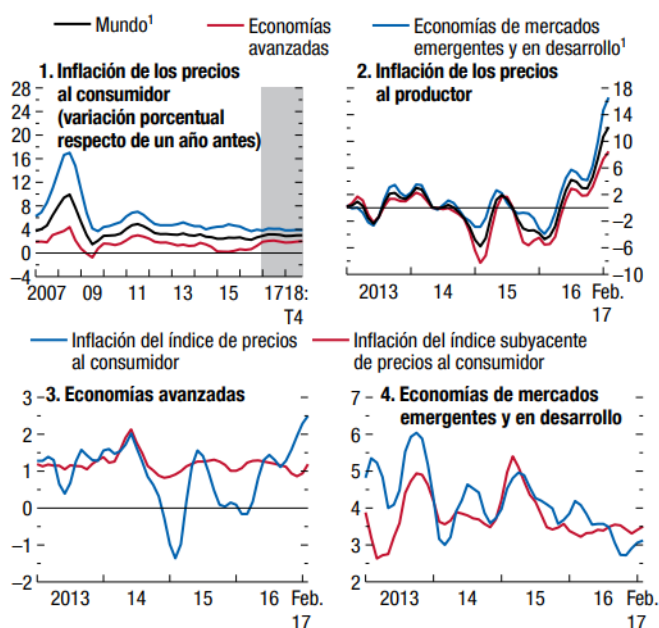 Mundo1
Economías
avanzadas
Economías de mercados
emergentes y en desarrollo1
1. Inflación de los precios
al consumidor
(variación porcentual
respecto de un año antes)
28
24
20
16
12
8
4
0
–4
2007 09 11 13 15 1718:
T4
2. Inflación de los precios
al productor
18
14
10
6
2
–2
–6
–10
2013 14 15 16 Feb.
17
Inflación del índice de precios
al consumidor
Inflación del índice subyacente
de precios al consumidor
3. Economías avanzadas
3
2
1
0
–1
–2
2013 14 15 16 Feb.
17
4. Economías de mercados
emergentes y en desarrollo
7
6
5
4
3
2
2013 14 15 16 Feb.
17